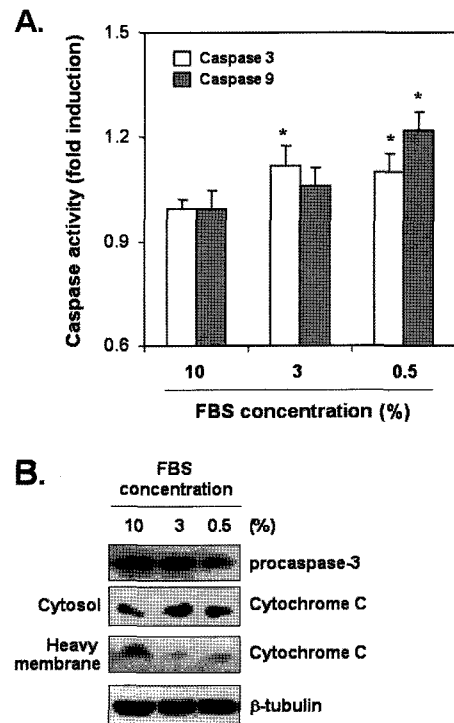 A.
Caspase activity (fold induction)
1.5
1.2
0.9
0.6
Caspase 3
Caspase 9
*
* *
10 3 0.5
FBS concentration (%)
B.
FBS
concentration
10 3 0.5 (%)
procaspase-3
Cytosol Cytochrome C
Heavy
membrane Cytochrome C
β-tubulin